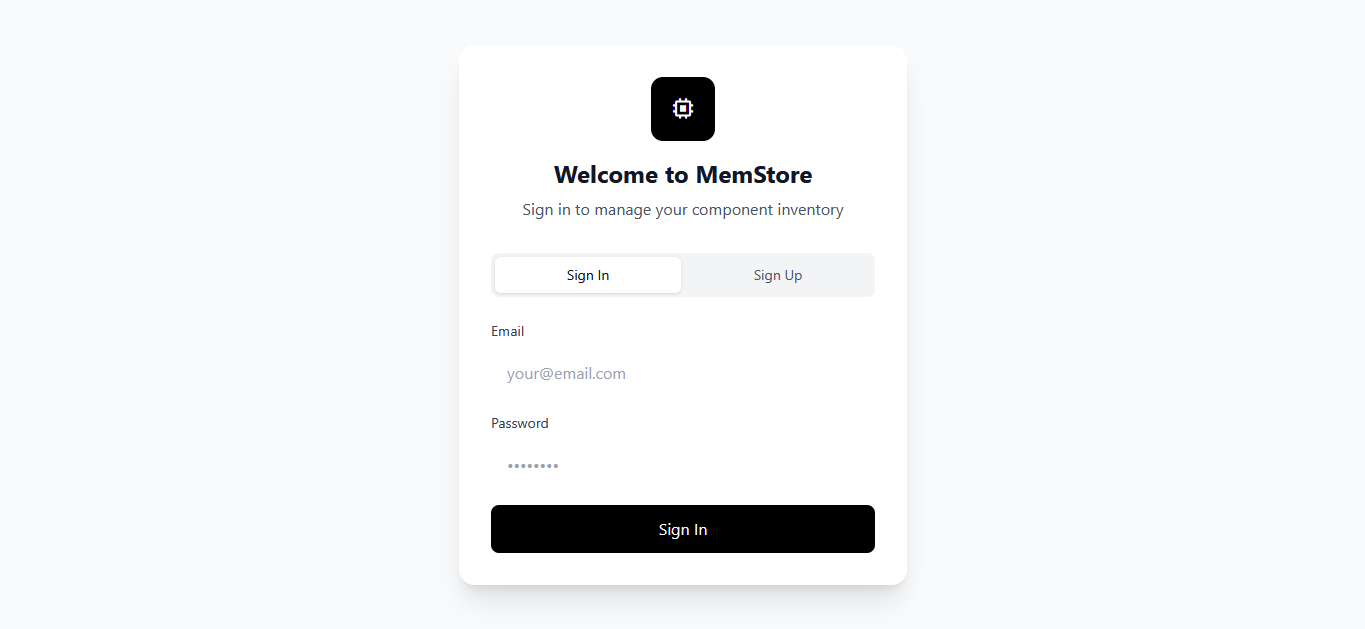 Welcome to MemStore
Sign in to manage your component inventory
Sign In
Sign Up
Email
your@email.com
Password
••••••••
Sign In